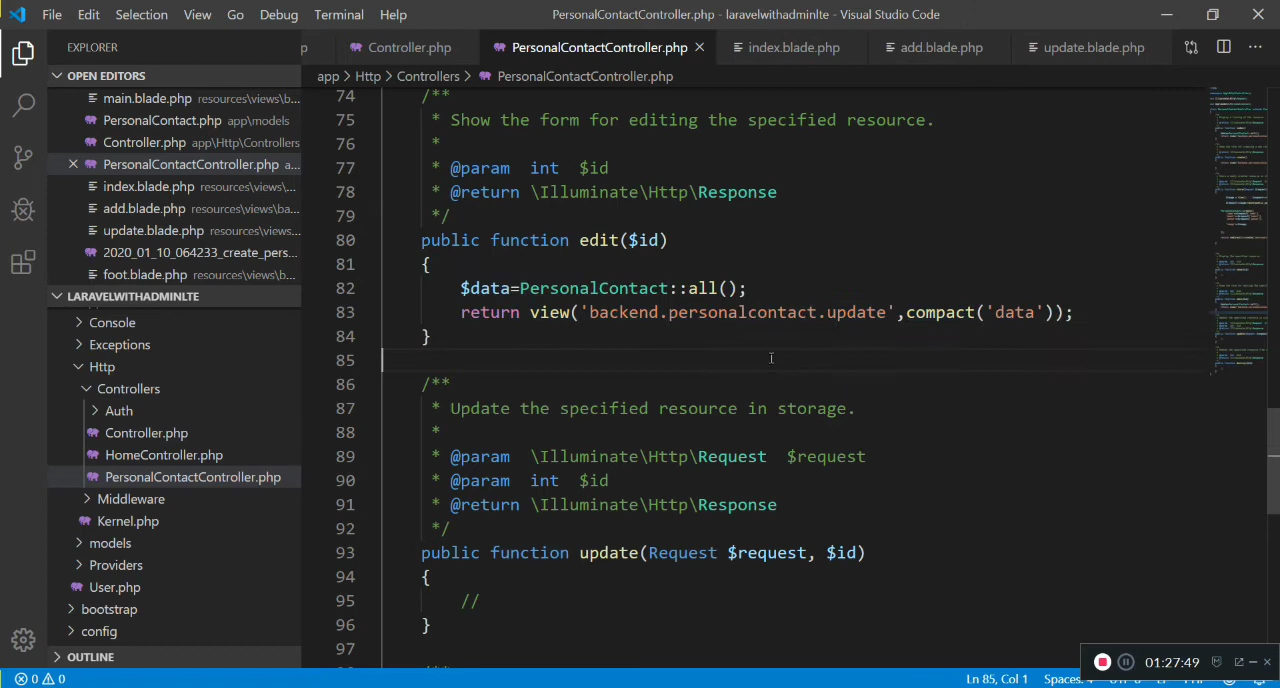 File Edit Selection View Go Debug Terminal Help PersonalContactController.php - laravelwithadminlte - Visual Studio Code
EXPLORER
p Controller.php PersonalContactController.php index.blade.php add.blade.php update.blade.php
app > Http > Controllers > PersonalContactController.php
OPEN EDITORS
main.blade.php resources\views\b...
PersonalContact.php app\models
Controller.php app\Http\Controllers
PersonalContactController.php a...
index.blade.php resources\views\...
add.blade.php resources\views\ba...
update.blade.php resources\views...
2020_01_10_064233_create_pers...
foot.blade.php resources\views\b...
LARAVELWITHADMINLTE
Console
Exceptions
Http
Controllers
Auth
Controller.php
HomeController.php
PersonalContactController.php
Middleware
Kernel.php
models
Providers
User.php
bootstrap
config
OUTLINE
74 /**
75 * Show the form for editing the specified resource.
76 *
77 * @param int $id
78 * @return \Illuminate\Http\Response
79 */
80 public function edit($id)
81 {
82 $data=PersonalContact::all();
83 return view('backend.personalcontact.update',compact('data'));
84 }
85
86 /**
87 * Update the specified resource in storage.
88 *
89 * @param \Illuminate\Http\Request $request
90 * @param int $id
91 * @return \Illuminate\Http\Response
92 */
93 public function update(Request $request, $id)
94 {
95 //
96 }
97
01:27:49
0 0 Ln 85, Col 1 Spaces: 4